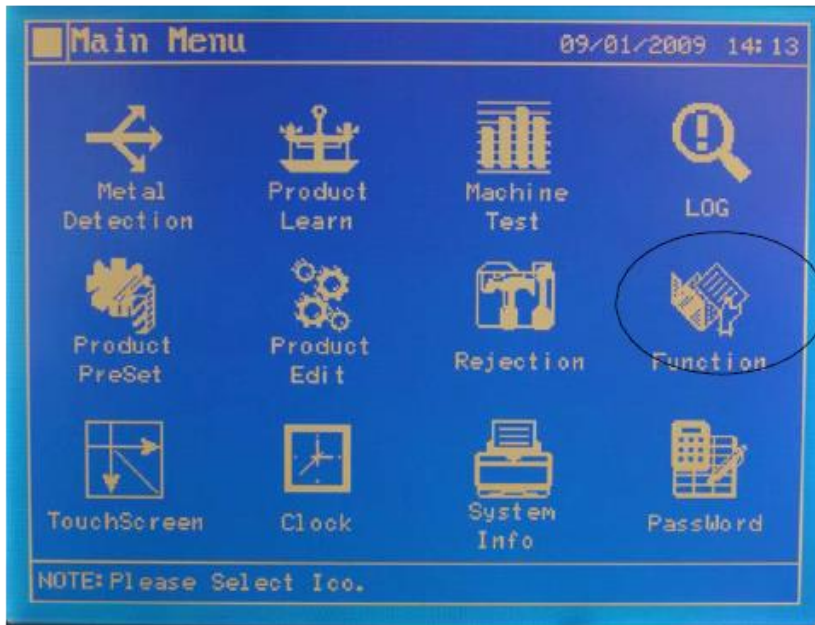 Main Menu 09/01/2009 14:13
Metal Detection
Product Learn
Machine Test
LOG
Product PreSet
Product Edit
Rejection
Function
TouchScreen
Clock
System Info
PassWord
NOTE:Please Select Ico.